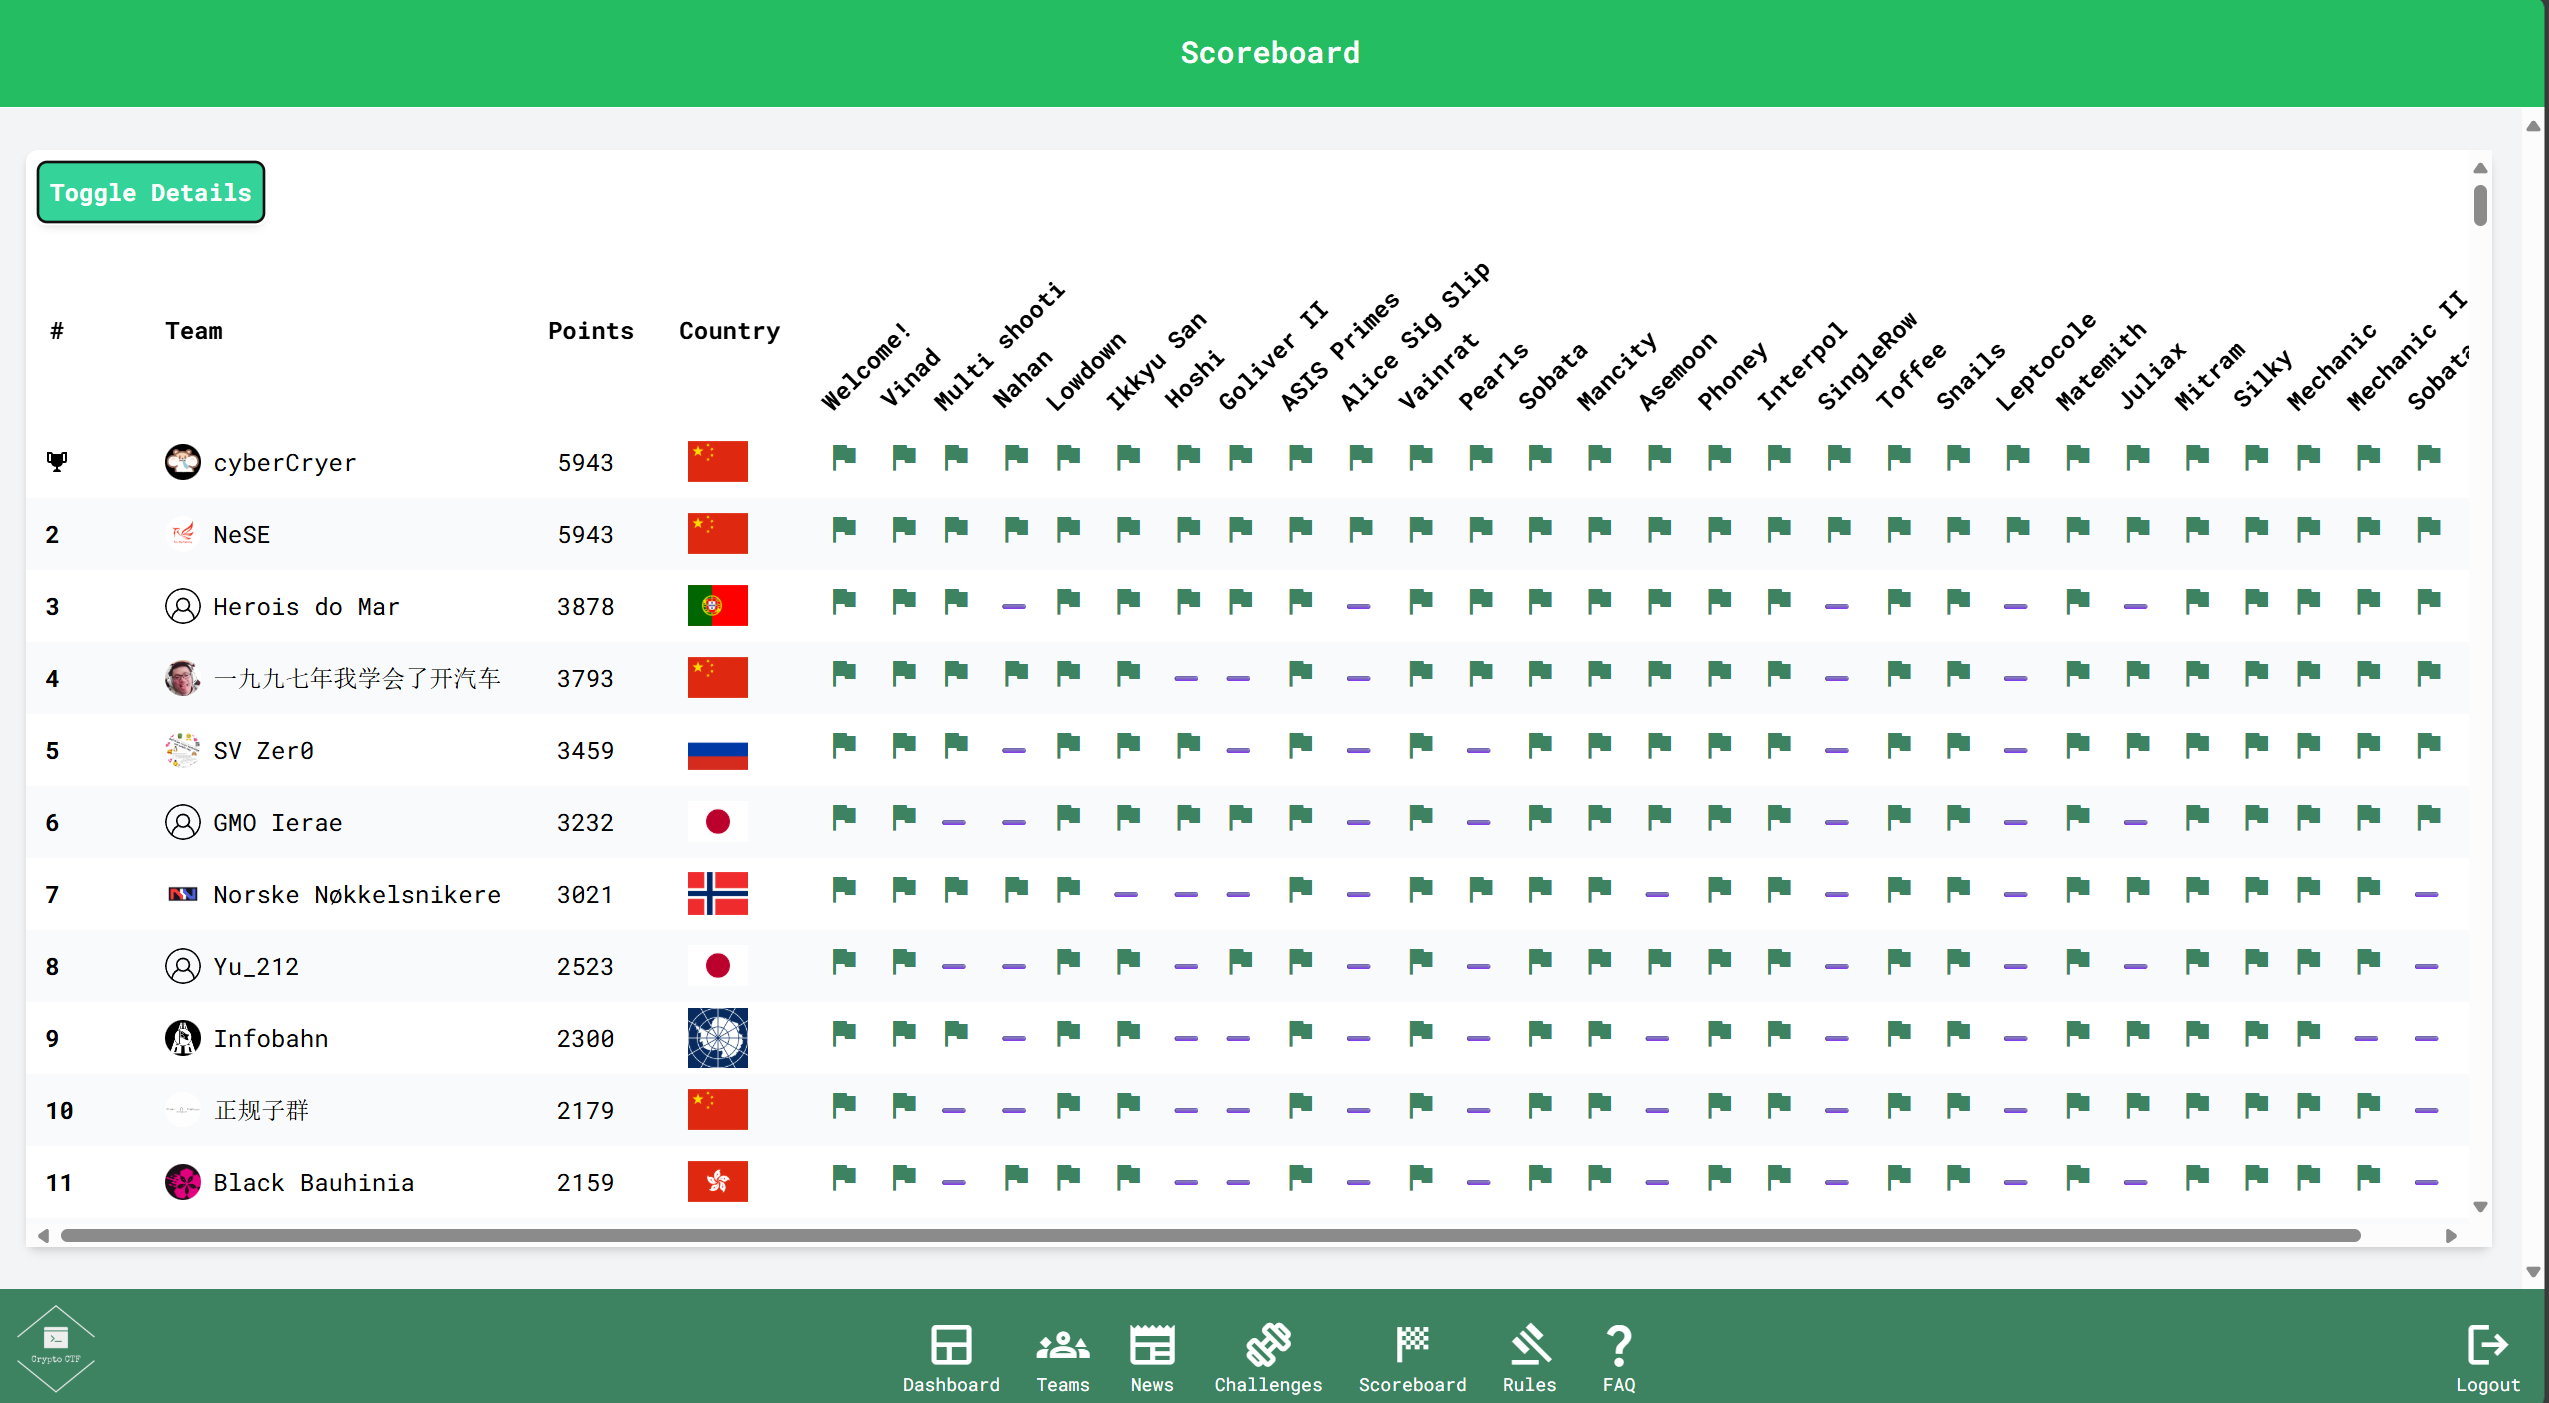 Scoreboard
Toggle Details
# Team Points Country Welcome! Vinad Multi shooti Nahan Lowdown Ikkyu San Hoshi Goliver II ASIS Primes Alice Sig Slip Vainrat Pearls Sobata Mancity Asemoon Phoney Interpol SingleRow Toffee Snails Leptocole Matemith Juliax Mitram Silky Mechanic Mechanic II Sobata
cyberCryer 5943
2 NeSE 5943
3 Herois do Mar 3878
4 一九九七年我学会了开汽车 3793
5 SV Zer0 3459
6 GMO Ierae 3232
7 Norske Nøkkelsnikere 3021
8 Yu_212 2523
9 Infobahn 2300
10 正规子群 2179
11 Black Bauhinia 2159
Crypto CTF
Dashboard Teams News Challenges Scoreboard Rules FAQ Logout